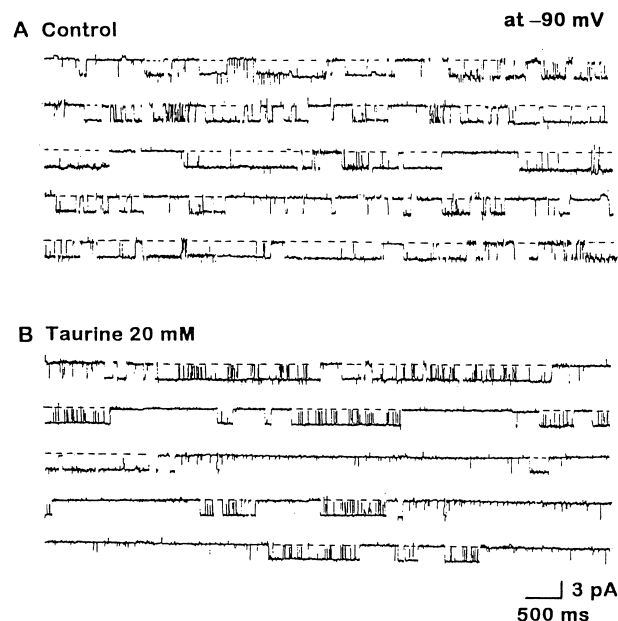 A Control
at –90 mV
B Taurine 20 mM
3 pA
500 ms